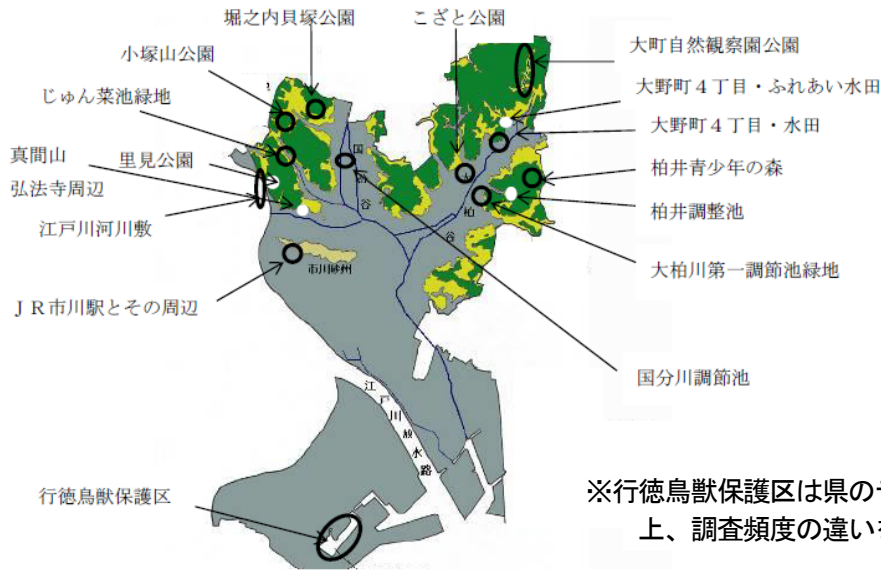 堀之内貝塚公園
こざと公園
小塚山公園
大町自然観察園公園
じゅん菜池緑地
大野町４丁目・ふれあい水田
大野町４丁目・水田
真間山
弘法寺周辺
里見公園
柏井青少年の森
江戸川河川敷
柏井調整池
国
谷
大
柏
谷
大柏川第一調節池緑地
市川砂州
ＪＲ市川駅とその周辺
国分川調節池
江戸川放水路
行徳鳥獣保護区
※行徳鳥獣保護区は県の
上、調査頻度の違い